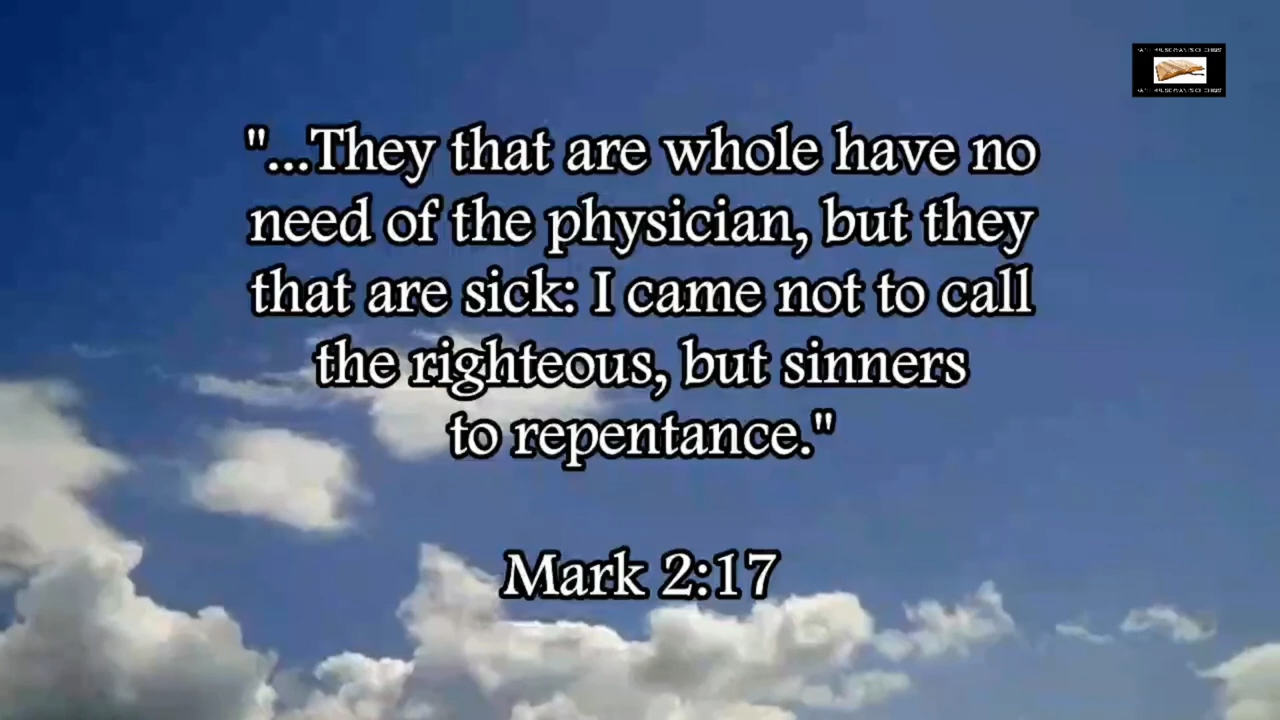 "...They that are whole have no
need of the physician, but they
that are sick: I came not to call
the righteous, but sinners
to repentance."
Mark 2:17